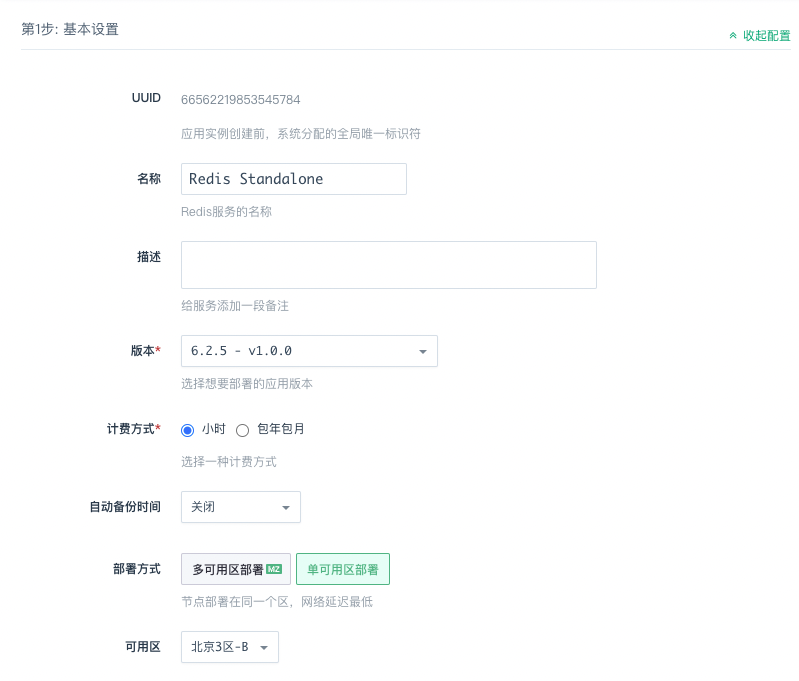 第1步: 基本设置
收起配置
UUID 66562219853545784
应用实例创建前，系统分配的全局唯一标识符
名称 Redis Standalone
Redis服务的名称
描述
给服务添加一段备注
版本* 6.2.5 - v1.0.0
选择想要部署的应用版本
计费方式* 小时 包年包月
选择一种计费方式
自动备份时间 关闭
部署方式 多可用区部署 MZ 单可用区部署
节点部署在同一个区，网络延迟最低
可用区 北京3区-B